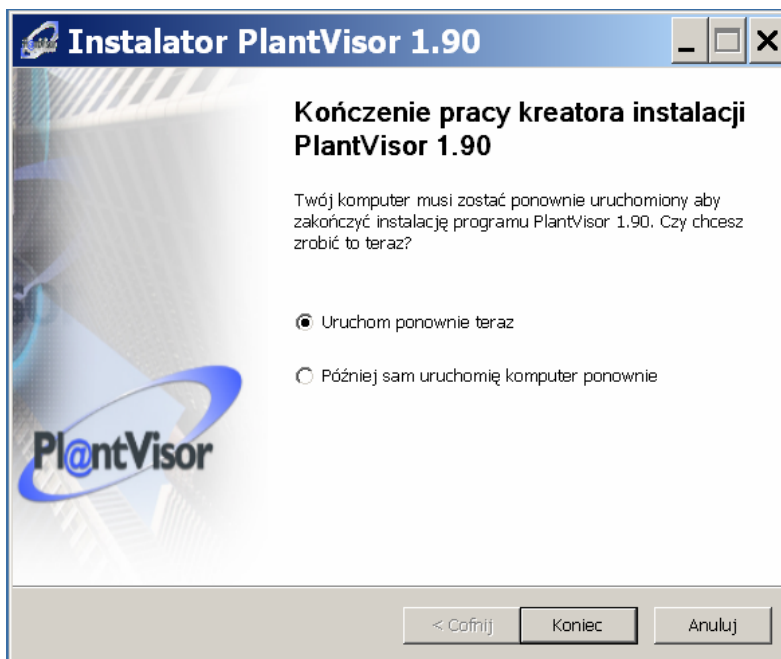 Instalator PlantVisor 1.90
Kończenie pracy kreatora instalacji
PlantVisor 1.90
Twój komputer musi zostać ponownie uruchomiony aby
zakończyć instalację programu PlantVisor 1.90. Czy chcesz
zrobić to teraz?
Uruchom ponownie teraz
Później sam uruchomię komputer ponownie
Pl@ntVisor
< Cofnij
Koniec
Anuluj